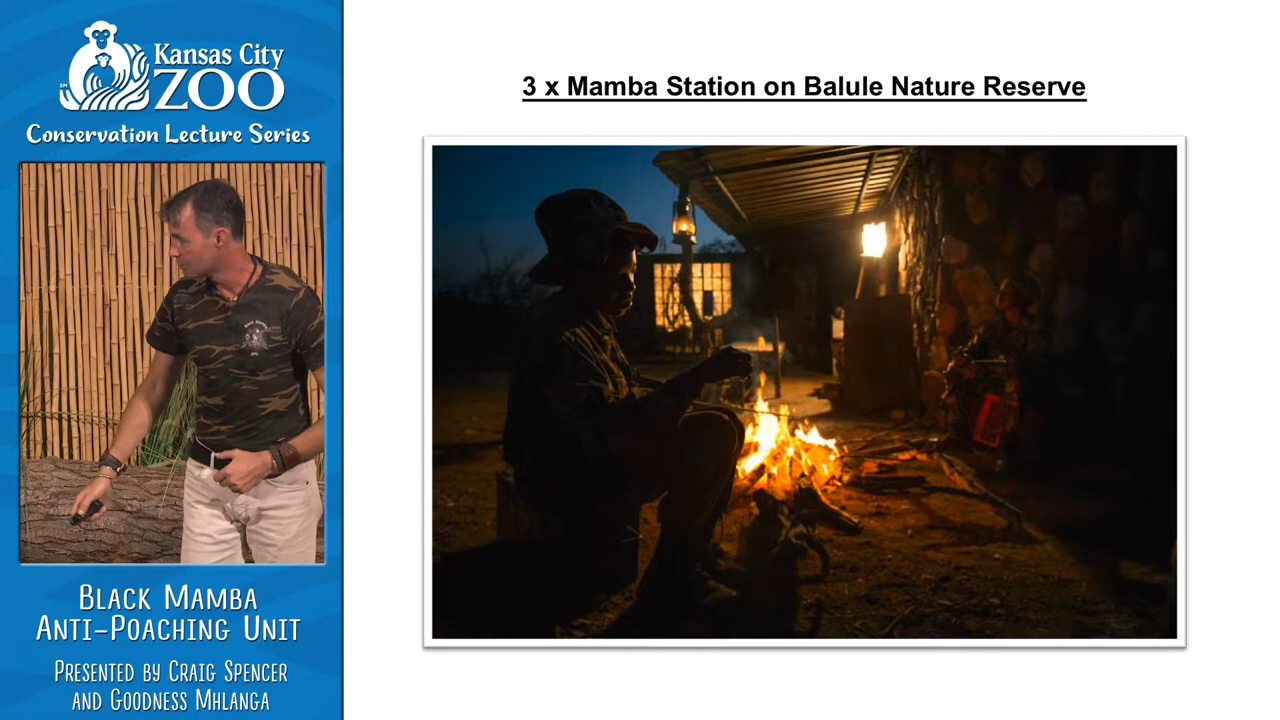 Kansas City
ZOO
SM
Conservation Lecture Series
3 x Mamba Station on Balule Nature Reserve
BLACK MAMBA
ANTI-POACHING UNIT
PRESENTED BY CRAIG SPENCER
AND GOODNESS MHLANGA